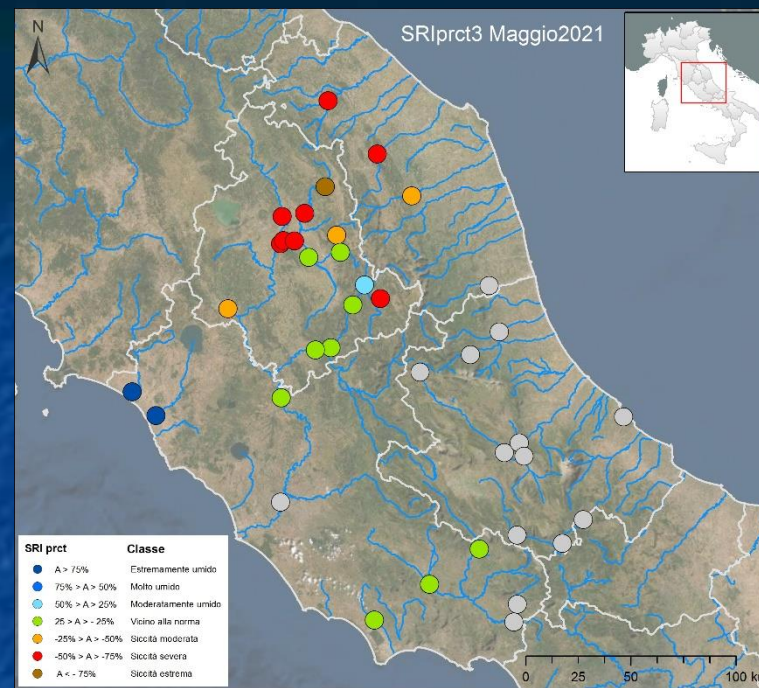 N
SRIprct3 Maggio2021
SRI prct Classe
A > 75% Estremamente umido
75% > A > 50% Molto umido
50% > A > 25% Moderatamente umido
25 > A > - 25% Vicino alla norma
-25% > A > -50% Siccità moderata
-50% > A > -75% Siccità severa
A < - 75% Siccità estrema
0 50 100 km